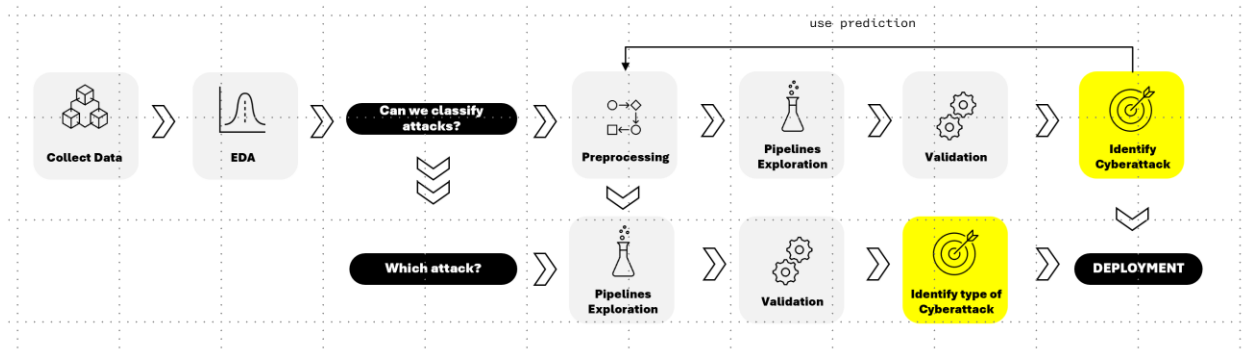 use prediction
Collect Data
EDA
Can we classify
attacks?
Preprocessing
Pipelines
Exploration
Validation
Identify
Cyberattack
Which attack?
Pipelines
Exploration
Validation
Identify type of
Cyberattack
DEPLOYMENT